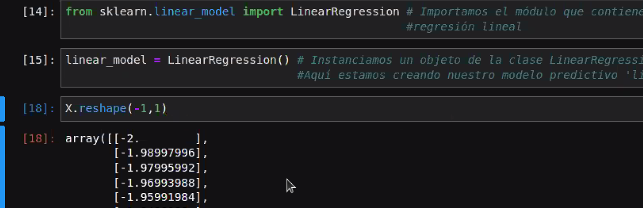 [14]: from sklearn.linear_model import LinearRegression # Importamos el módulo que contiene
#regresión lineal
[15]: linear_model = LinearRegression() # Instanciamos un objeto de la clase LinearRegressi
#Aqui estamos creando nuestro modelo predictivo 'li
[18]: X.reshape(-1,1)
[18]: array([[-2.        ],
[-1.98997996],
[-1.97995992],
[-1.96993988],
[-1.95991984],